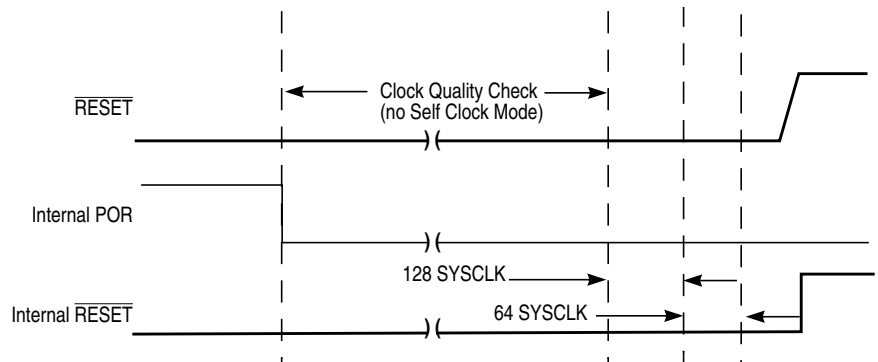 Clock Quality Check
(no Self Clock Mode)
RESET
)(
Internal POR
)(
128 SYSCLK
64 SYSCLK
Internal RESET
)(